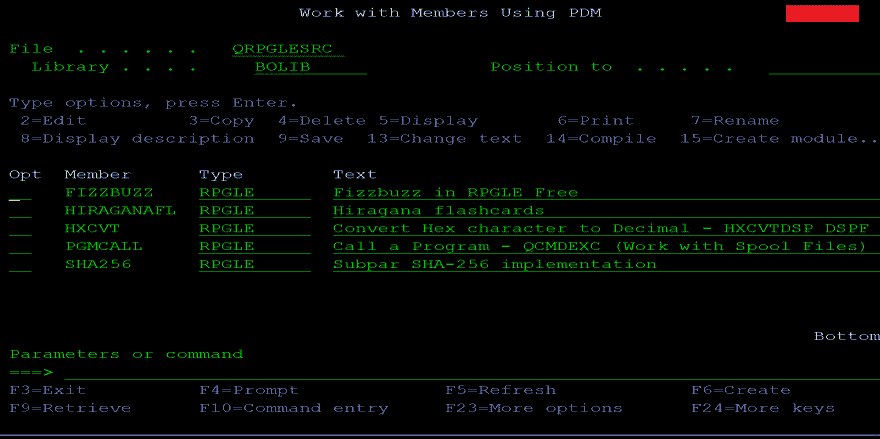 Work with Members Using PDM
File . . . . . . QRPGLESRC
Library . . . . BOLIB Position to . . . . .
Type options, press Enter.
2=Edit 3=Copy 4=Delete 5=Display 6=Print 7=Rename
8=Display description 9=Save 13=Change text 14=Compile 15=Create module..
Opt Member Type Text
FIZZBUZZ RPGLE Fizzbuzz in RPGLE Free
HIRAGANAFL RPGLE Hiragana flashcards
HXCVT RPGLE Convert Hex character to Decimal - HXCVTDSP DSPF
PGMCALL RPGLE Call a Program - QCMDEXC (Work with Spool Files)
SHA256 RPGLE Subpar SHA-256 implementation
Bottom
Parameters or command
===>
F3=Exit F4=Prompt F5=Refresh F6=Create
F9=Retrieve F10=Command entry F23=More options F24=More keys